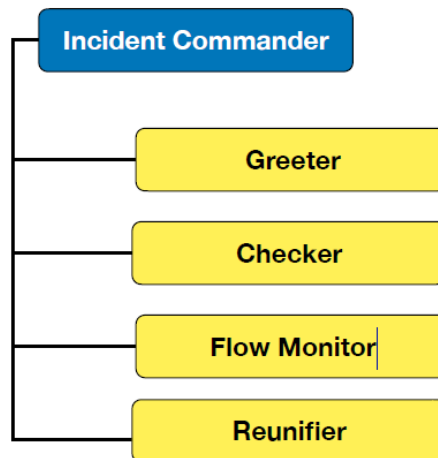 Incident Commander
Greeter
Checker
Flow Monitor
Reunifier